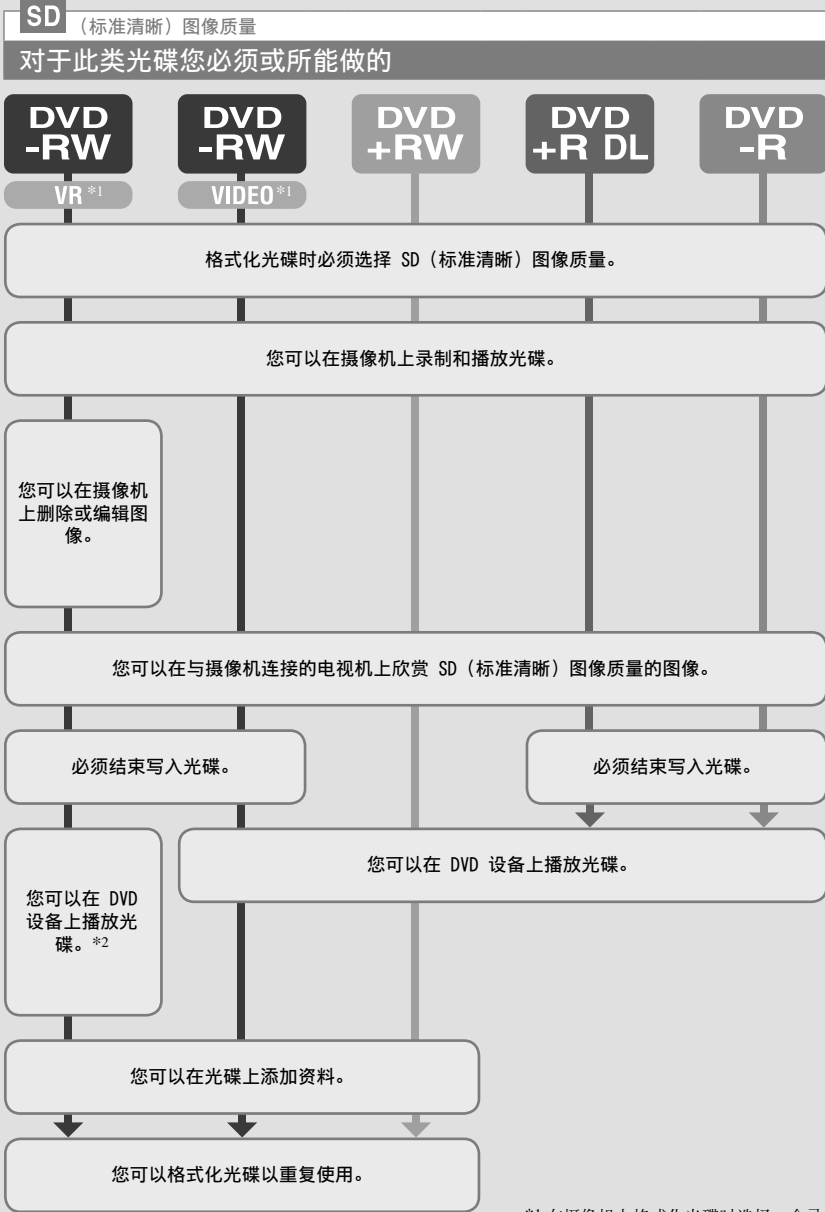 SD （标准清晰）图像质量
对于此类光碟您必须或所能做的
DVD
-RW
DVD
-RW
DVD
+RW
DVD
+R DL
DVD
-R
VR *1
VIDEO*1
格式化光碟时必须选择 SD（标准清晰）图像质量。
您可以在摄像机上录制和播放光碟。
您可以在摄像机
上删除或编辑图
像。
您可以在与摄像机连接的电视机上欣赏 SD（标准清晰）图像质量的图像。
必须结束写入光碟。
必须结束写入光碟。
您可以在 DVD 设备上播放光碟。
您可以在 DVD
设备上播放光
碟。*2
您可以在光碟上添加资料。
您可以格式化光碟以重复使用。